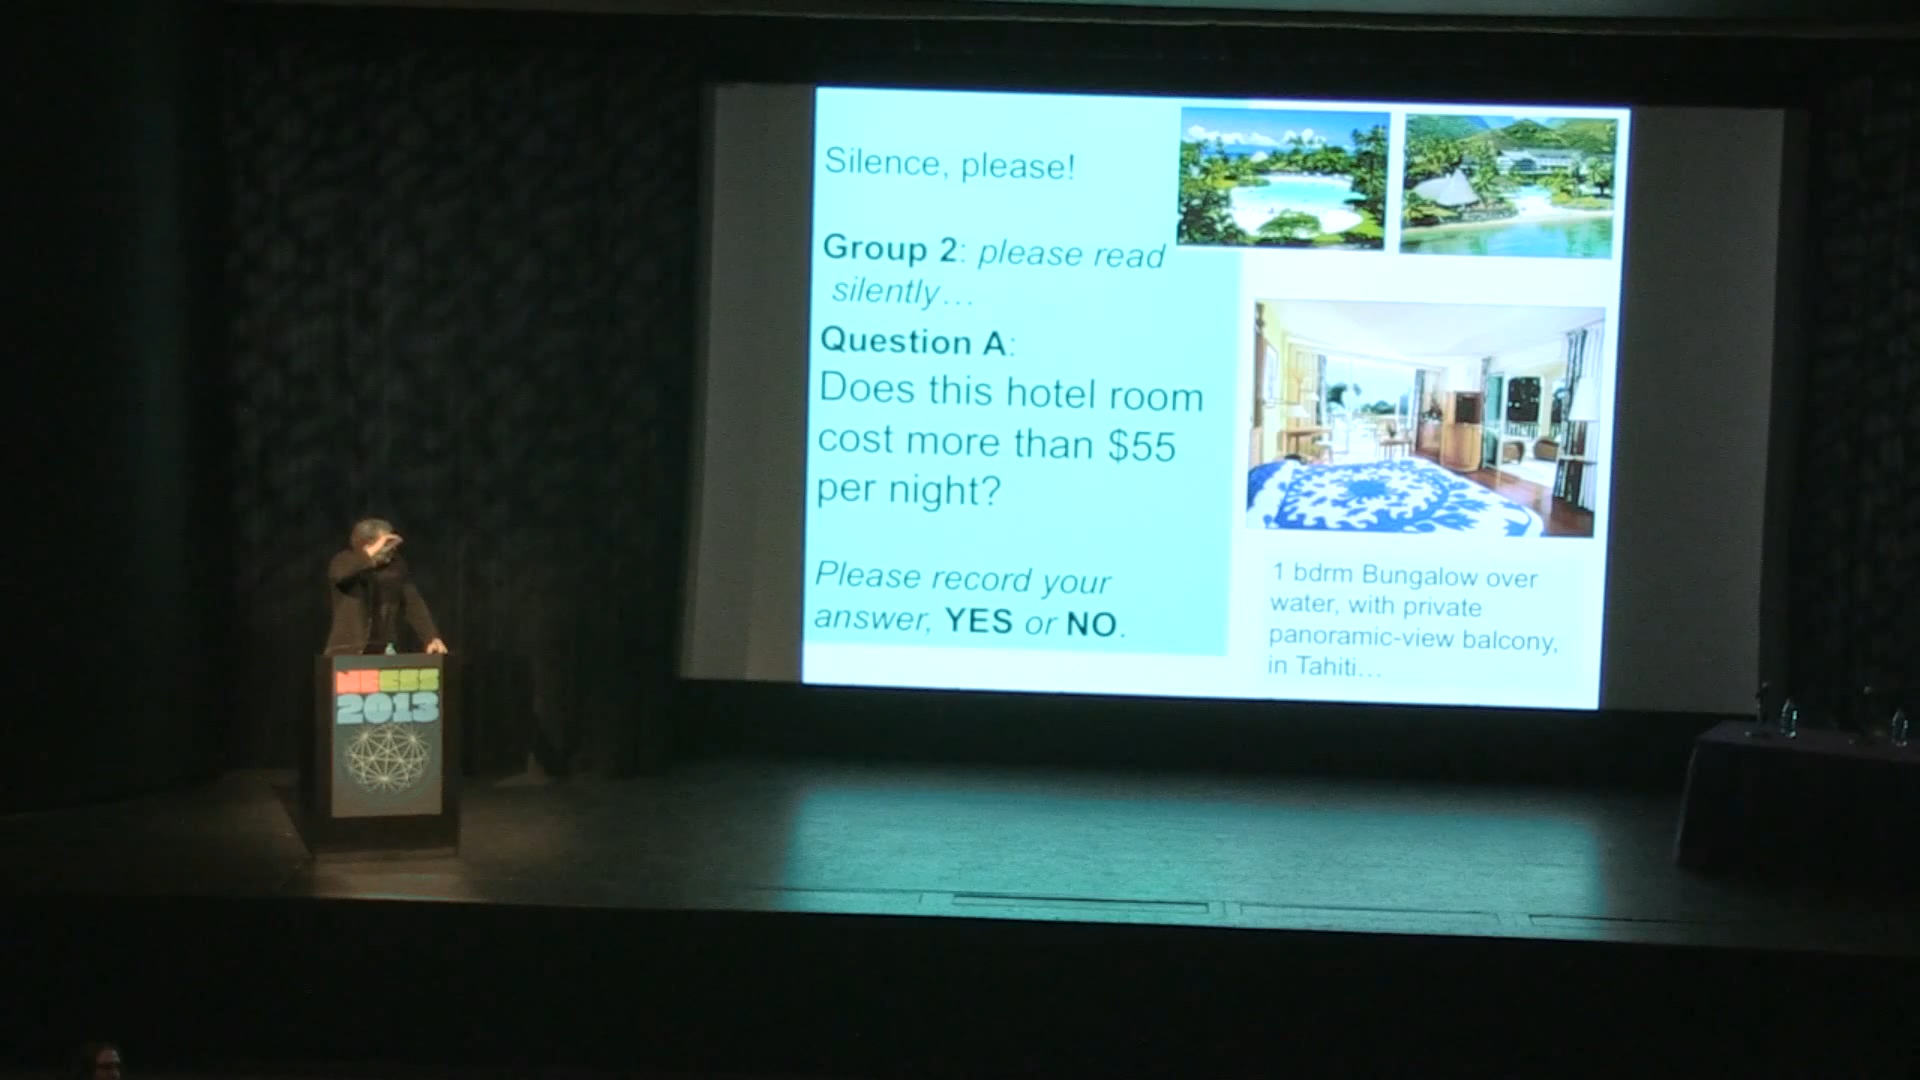 Silence, please!
Group 2: please read
silently...
Question A:
Does this hotel room
cost more than $55
per night?
Please record your
answer, YES or NO.
1 bdrm Bungalow over
water, with private
panoramic-view balcony,
in Tahiti...
2013